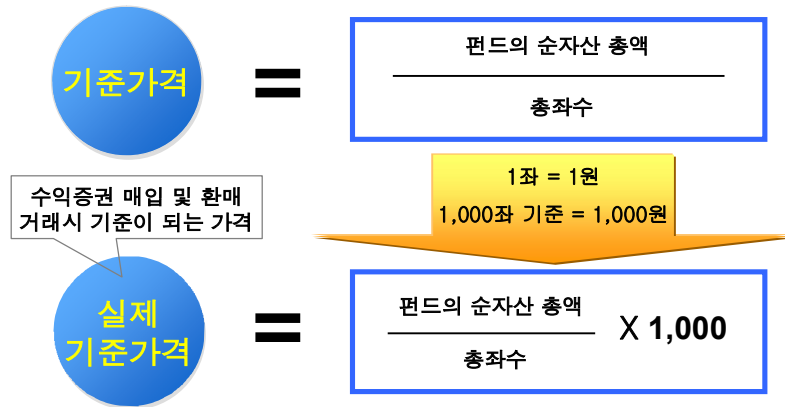 기준가격
=
펀드의 순자산 총액
총좌수
1좌 = 1원
1,000좌 기준 = 1,000원
수익증권 매입 및 환매
거래시 기준이 되는 가격
실제
기준가격
=
펀드의 순자산 총액
총좌수
X 1,000